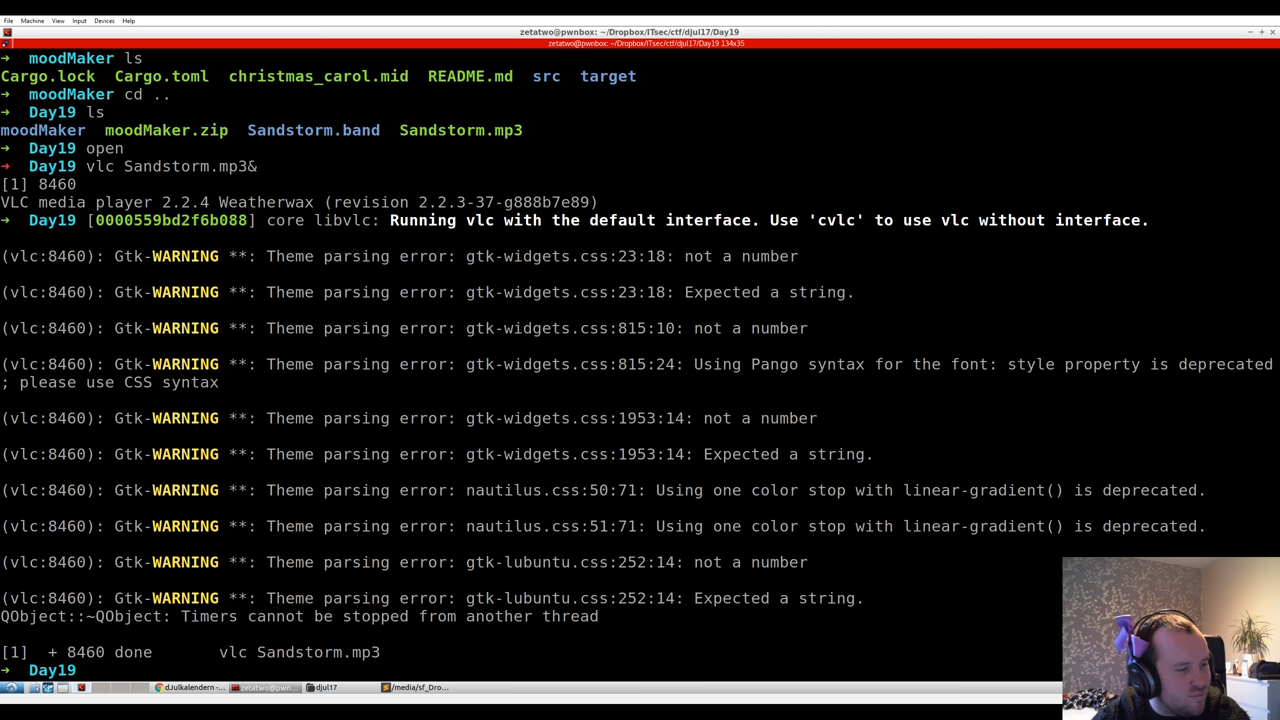 File Machine View Input Devices Help
zetatwo@pwnbox: ~/Dropbox/ITsec/ctf/djul17/Day19
zetatwo@pwnbox: ~/Dropbox/ITsec/ctf/djul17/Day19 134x35
➜ moodMaker ls
Cargo.lock Cargo.toml christmas_carol.mid README.md src target
➜ moodMaker cd ..
➜ Day19 ls
moodMaker moodMaker.zip Sandstorm.band Sandstorm.mp3
➜ Day19 open
➜ Day19 vlc Sandstorm.mp3&
[1] 8460
VLC media player 2.2.4 Weatherwax (revision 2.2.3-37-g888b7e89)
➜ Day19 [0000559bd2f6b088] core libvlc: Running vlc with the default interface. Use 'cvlc' to use vlc without interface.
(vlc:8460): Gtk-WARNING **: Theme parsing error: gtk-widgets.css:23:18: not a number
(vlc:8460): Gtk-WARNING **: Theme parsing error: gtk-widgets.css:23:18: Expected a string.
(vlc:8460): Gtk-WARNING **: Theme parsing error: gtk-widgets.css:815:10: not a number
(vlc:8460): Gtk-WARNING **: Theme parsing error: gtk-widgets.css:815:24: Using Pango syntax for the font: style property is deprecated
; please use CSS syntax
(vlc:8460): Gtk-WARNING **: Theme parsing error: gtk-widgets.css:1953:14: not a number
(vlc:8460): Gtk-WARNING **: Theme parsing error: gtk-widgets.css:1953:14: Expected a string.
(vlc:8460): Gtk-WARNING **: Theme parsing error: nautilus.css:50:71: Using one color stop with linear-gradient() is deprecated.
(vlc:8460): Gtk-WARNING **: Theme parsing error: nautilus.css:51:71: Using one color stop with linear-gradient() is deprecated.
(vlc:8460): Gtk-WARNING **: Theme parsing error: gtk-lubuntu.css:252:14: not a number
(vlc:8460): Gtk-WARNING **: Theme parsing error: gtk-lubuntu.css:252:14: Expected a string.
QObject::~QObject: Timers cannot be stopped from another thread
[1] + 8460 done vlc Sandstorm.mp3
➜ Day19
dJulkalendern -... zetatwo@pwn... djul17 /media/sf_Dro...